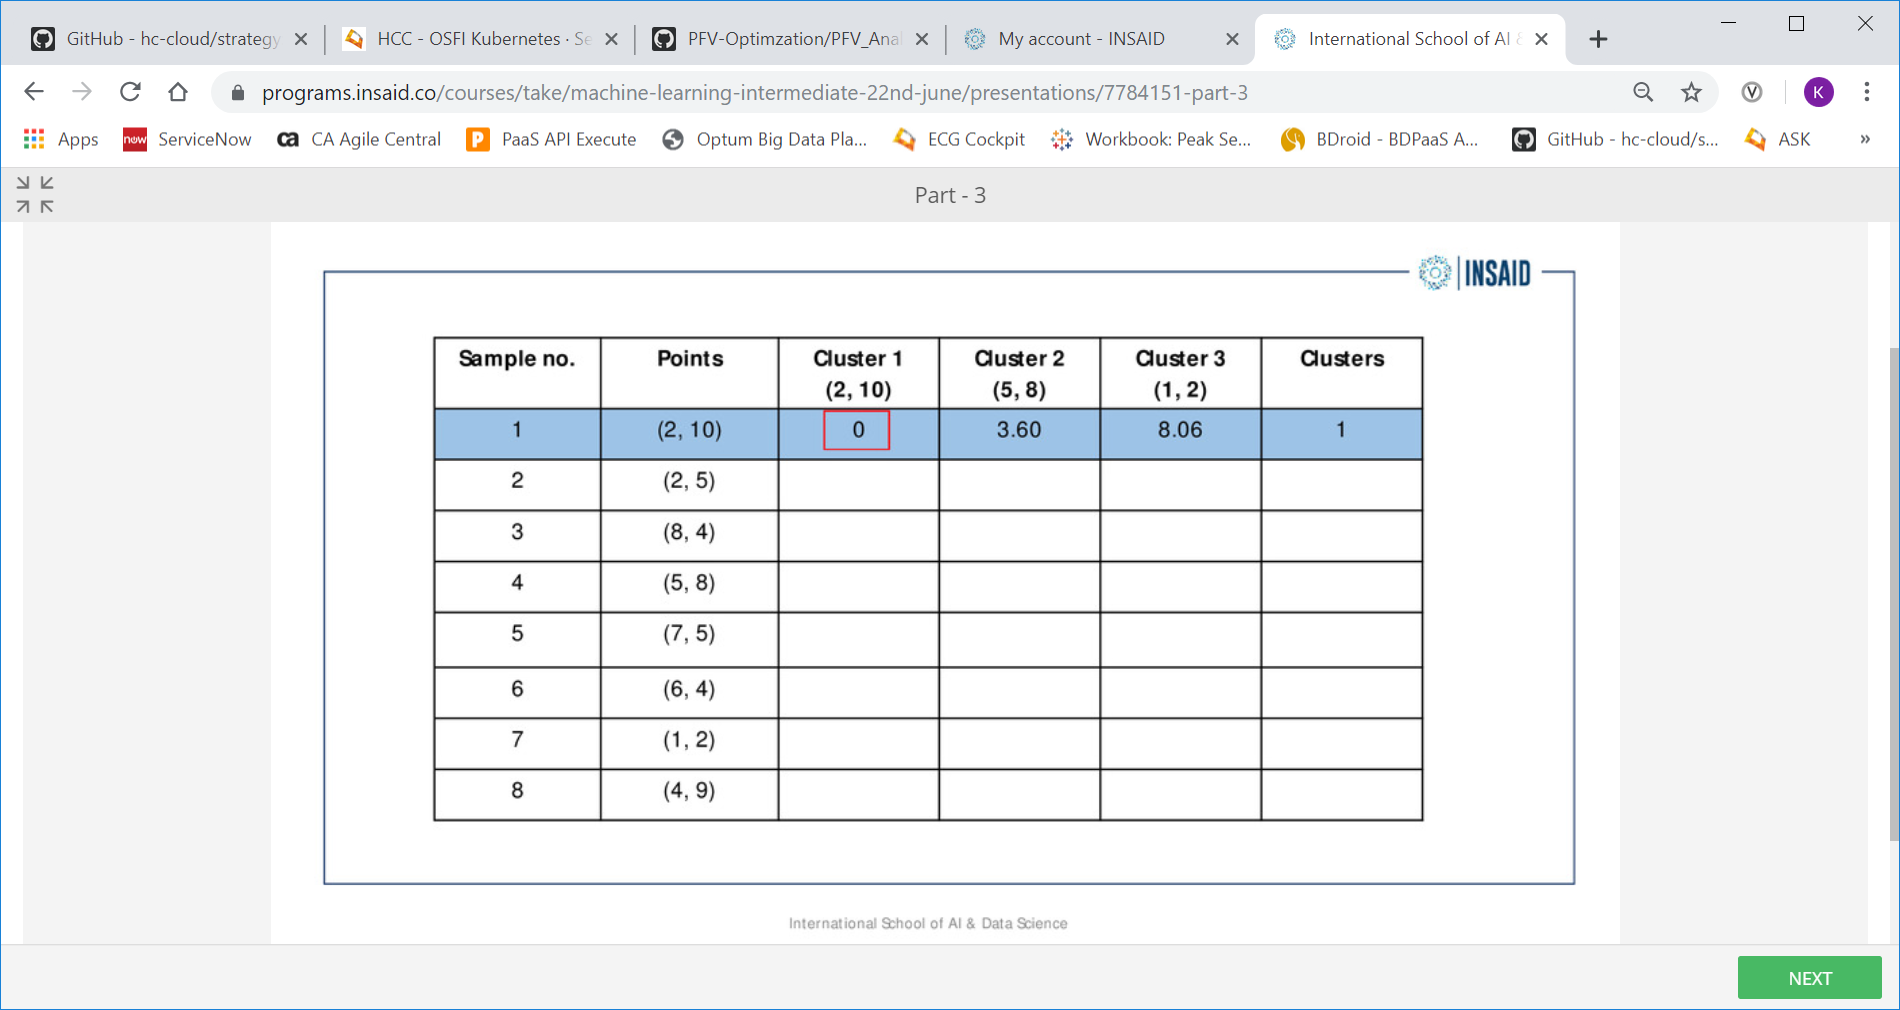 GitHub - hc-cloud/strategy
HCC - OSFI Kubernetes · Se
PFV-Optimzation/PFV_Anal
My account - INSAID
International School of AI &
K
programs.insaid.co/courses/take/machine-learning-intermediate-22nd-june/presentations/7784151-part-3
Apps
now ServiceNow
ca CA Agile Central
P PaaS API Execute
Optum Big Data Pla...
ECG Cockpit
Workbook: Peak Se...
BDroid - BDPaaS A...
GitHub - hc-cloud/s...
ASK
»
Part - 3
INSAID
Sample no. Points Cluster 1 (2, 10) Cluster 2 (5, 8) Cluster 3 (1, 2) Clusters
1 (2, 10) 0 3.60 8.06 1
2 (2, 5)
3 (8, 4)
4 (5, 8)
5 (7, 5)
6 (6, 4)
7 (1, 2)
8 (4, 9)
International School of AI & Data Science
NEXT